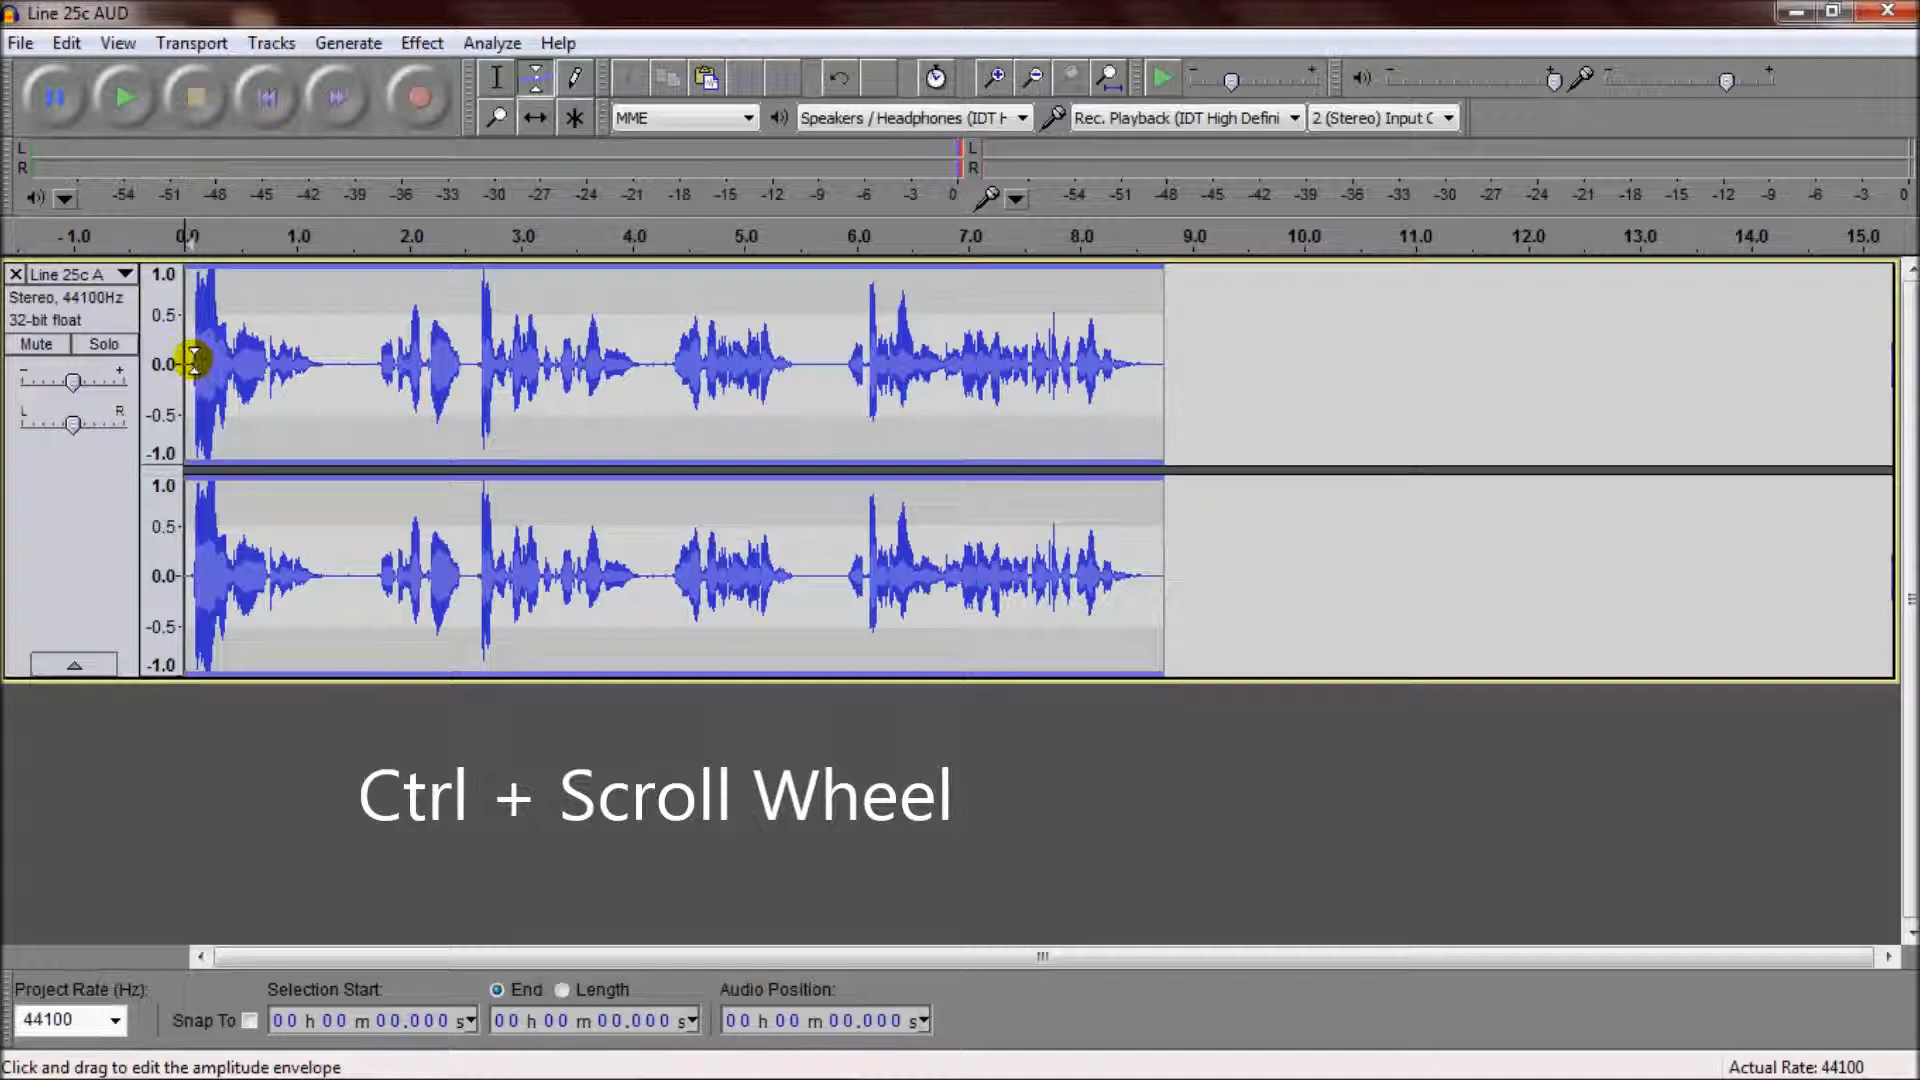 Line 25c AUD
File Edit View Transport Tracks Generate Effect Analyze Help
MME Speakers / Headphones (IDT H Rec. Playback (IDT High Defini 2 (Stereo) Input C
L L
R R
-54 -51 -48 -45 -42 -39 -36 -33 -30 -27 -24 -21 -18 -15 -12 -9 -6 -3 0 -54 -51 -48 -45 -42 -39 -36 -33 -30 -27 -24 -21 -18 -15 -12 -9 -6 -3 0
-1.0 0.0 1.0 2.0 3.0 4.0 5.0 6.0 7.0 8.0 9.0 10.0 11.0 12.0 13.0 14.0 15.0
Line 25c A 1.0
Stereo, 44100Hz
32-bit float 0.5
Mute Solo
0.0
L R
-0.5
-1.0
1.0
0.5
0.0
-0.5
-1.0
Ctrl + Scroll Wheel
Project Rate (Hz): Selection Start: End Length Audio Position:
44100 Snap To 00 h 00 m 00.000 s 00 h 00 m 00.000 s 00 h 00 m 00.000 s
Click and drag to edit the amplitude envelope Actual Rate: 44100